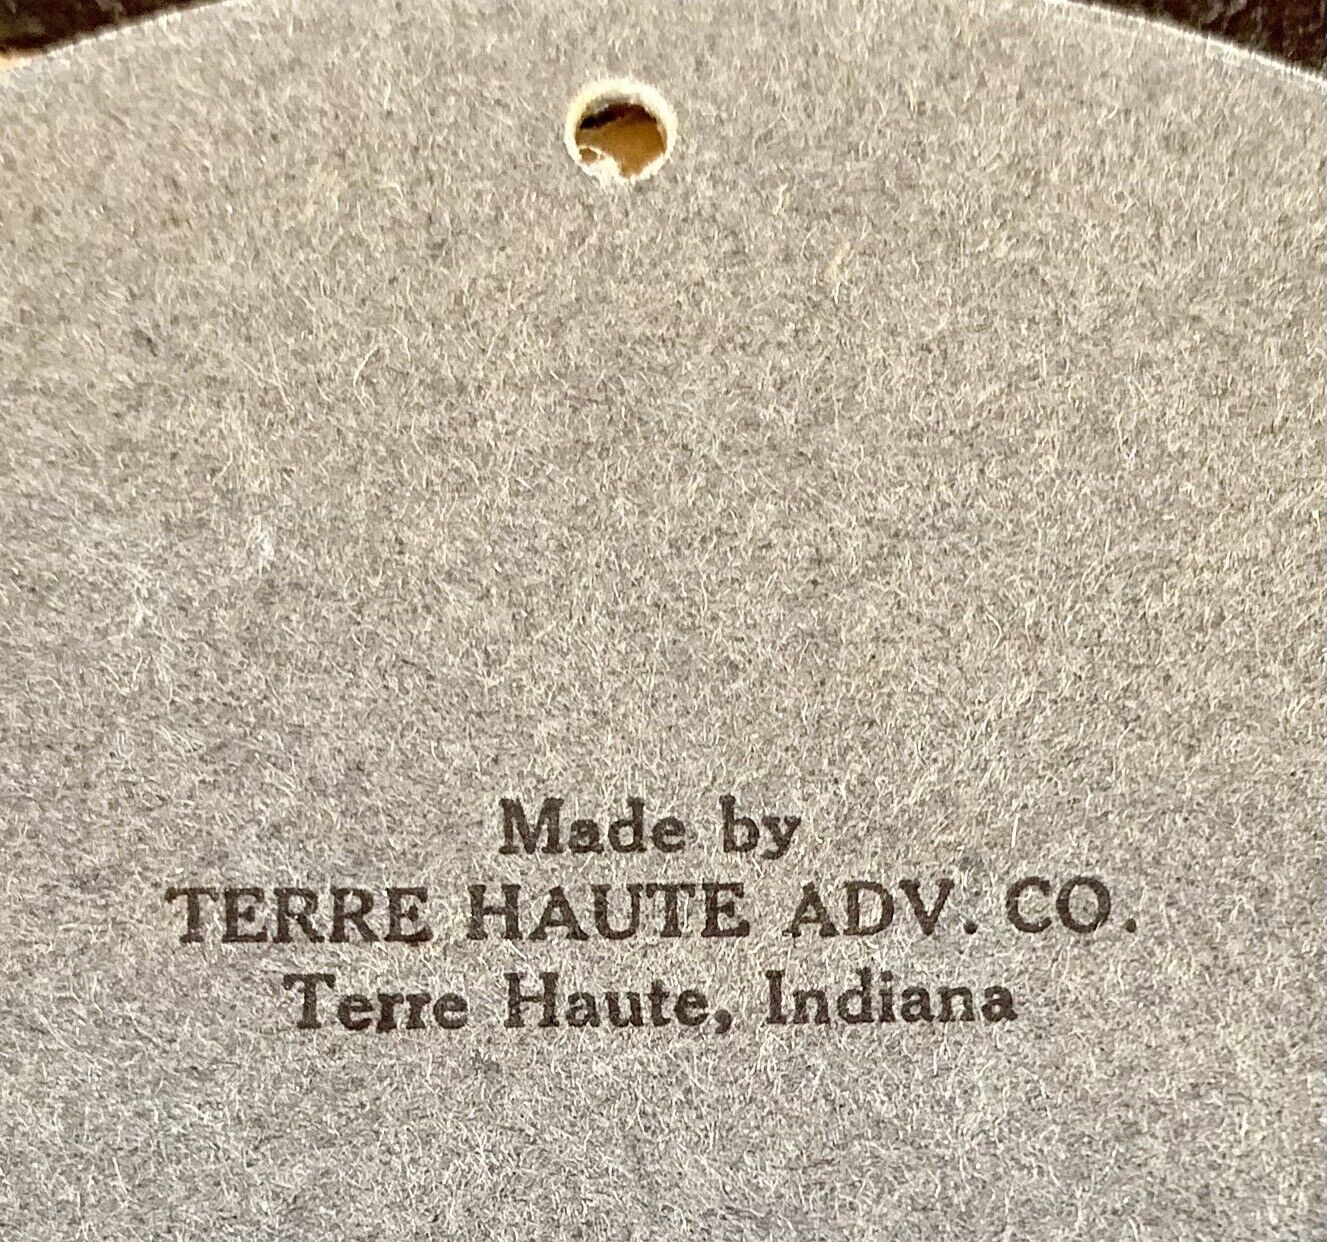 Made by
TERRE HAUTE ADV. CO.
Terre Haute, Indiana